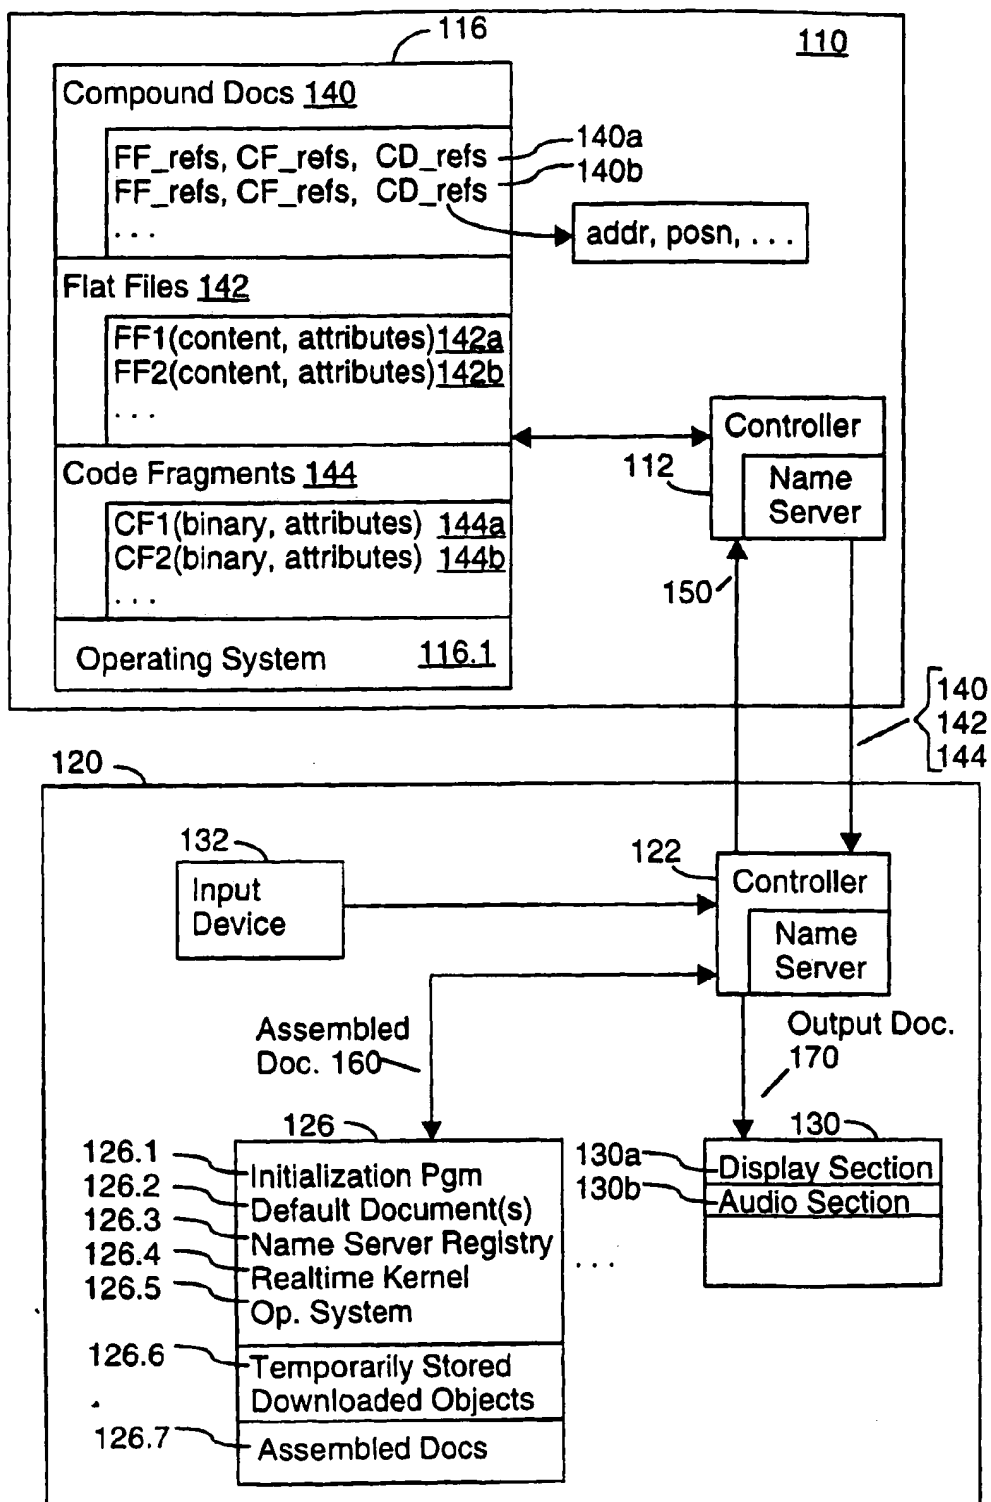 116
110
Compound Docs 140
FF_refs, CF_refs, CD_refs
140a
FF_refs, CF_refs, CD_refs
140b
. . .
addr, posn, . . .
Flat Files 142
FF1(content, attributes)142a
FF2(content, attributes)142b
. . .
Controller
Name
Server
112
Code Fragments 144
CF1(binary, attributes) 144a
CF2(binary, attributes) 144b
. . .
150
Operating System 116.1
140
142
144
120
132
Input
Device
122
Controller
Name
Server
Assembled
Doc. 160
Output Doc.
170
126
126.1
Initialization Pgm
126.2
Default Document(s)
126.3
Name Server Registry
126.4
Realtime Kernel
126.5
Op. System
126.6
Temporarily Stored
Downloaded Objects
126.7
Assembled Docs
. . .
130
130a
Display Section
130b
Audio Section